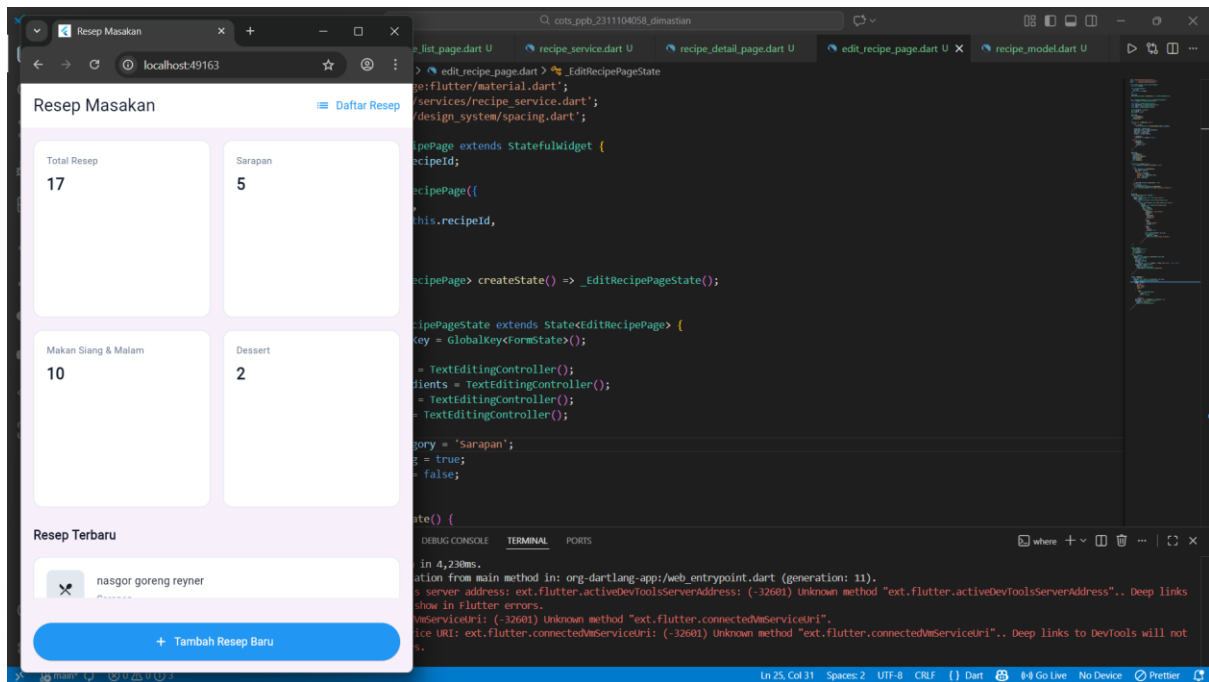 Resep Masakan
localhost:49163
Resep Masakan
Daftar Resep
Total Resep
17
Sarapan
5
Makan Siang & Malam
10
Dessert
2
Resep Terbaru
nasgor goreng reyner
+ Tambah Resep Baru
cots_ppb_2311104058_dimastian
e_list_page.dart U
recipe_service.dart U
recipe_detail_page.dart U
edit_recipe_page.dart U
recipe_model.dart U
> edit_recipe_page.dart > _EditRecipePageState
ge:flutter/material.dart';
/services/recipe_service.dart';
/design_system/spacing.dart';
ipePage extends StatefulWidget {
ecipeId;
ecipePage({
this.recipeId,
ecipePage> createState() => _EditRecipePageState();
ipePageState extends State<EditRecipePage> {
Key = GlobalKey<FormState>();
= TextEditingController();
dients = TextEditingController();
= TextEditingController();
= TextEditingController();
gory = 'Sarapan';
g = true;
= false;
ate() {
DEBUG CONSOLE
TERMINAL
PORTS
where
in 4,230ms.
ation from main method in: org-dartlang-app:/web_entrypoint.dart (generation: 11).
s server address: ext.flutter.activeDevToolsServerAddress: (-32601) Unknown method "ext.flutter.activeDevToolsServerAddress".. Deep links
show in Flutter errors.
VmServiceUri: (-32601) Unknown method "ext.flutter.connectedVmServiceUri".
ice URI: ext.flutter.connectedVmServiceUri: (-32601) Unknown method "ext.flutter.connectedVmServiceUri".. Deep links to DevTools will not
s.
main*
0
0
3
Ln 25, Col 31
Spaces: 2
UTF-8
CRLF
{ } Dart
Go Live
No Device
Prettier